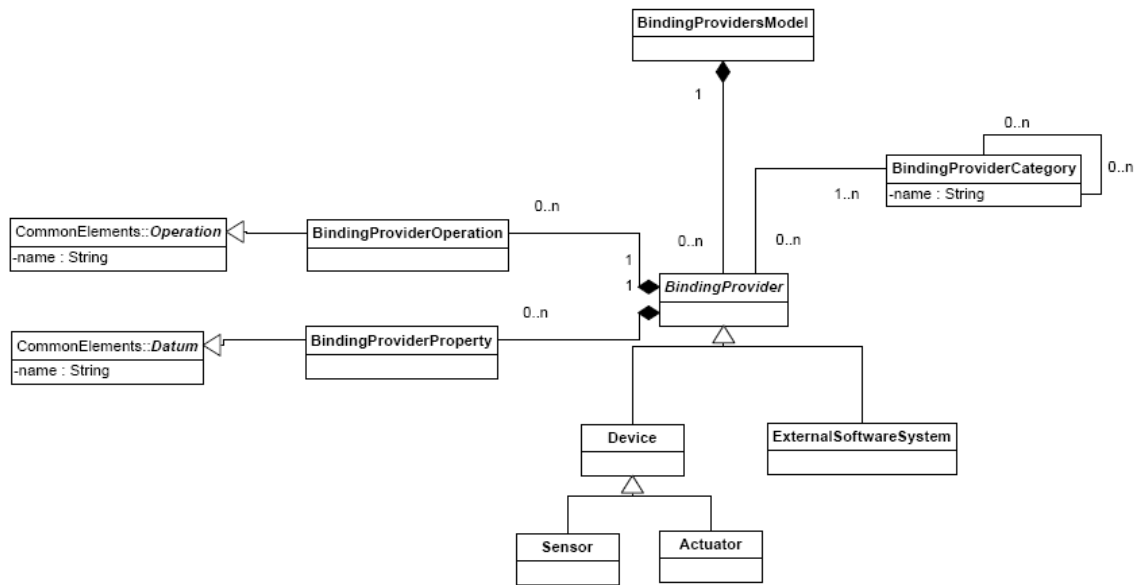 BindingProvidersModel
1
0..n
BindingProviderCategory
-name : String
0..n
1..n
CommonElements::Operation
-name : String
BindingProviderOperation
0..n
0..n
0..n
1
1
BindingProvider
CommonElements::Datum
-name : String
BindingProviderProperty
0..n
Device
ExternalSoftwareSystem
Sensor
Actuator